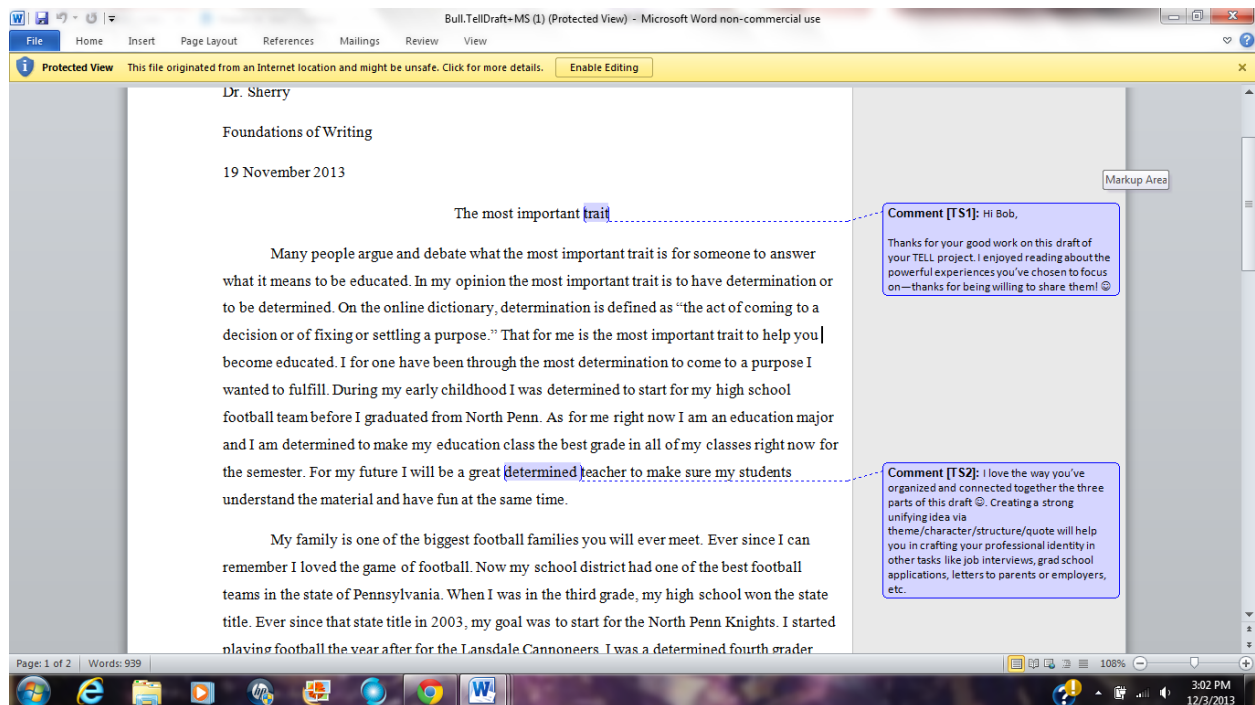 Bull.TellDraft+MS (1) (Protected View) - Microsoft Word non-commercial use
File Home Insert Page Layout References Mailings Review View
Protected View This file originated from an Internet location and might be unsafe. Click for more details. Enable Editing
Dr. Sherry
Foundations of Writing
19 November 2013
Markup Area
The most important trait
Many people argue and debate what the most important trait is for someone to answer
what it means to be educated. In my opinion the most important trait is to have determination or
to be determined. On the online dictionary, determination is defined as “the act of coming to a
decision or of fixing or settling a purpose.” That for me is the most important trait to help you
become educated. I for one have been through the most determination to come to a purpose I
wanted to fulfill. During my early childhood I was determined to start for my high school
football team before I graduated from North Penn. As for me right now I am an education major
and I am determined to make my education class the best grade in all of my classes right now for
the semester. For my future I will be a great determined teacher to make sure my students
understand the material and have fun at the same time.
My family is one of the biggest football families you will ever meet. Ever since I can
remember I loved the game of football. Now my school district had one of the best football
teams in the state of Pennsylvania. When I was in the third grade, my high school won the state
title. Ever since that state title in 2003, my goal was to start for the North Penn Knights. I started
playing football the year after for the Lansdale Cannoneers. I was a determined fourth grader
Comment [TS1]: Hi Bob,
Thanks for your good work on this draft of
your TELL project. I enjoyed reading about the
powerful experiences you’ve chosen to focus
on—thanks for being willing to share them! ☺
Comment [TS2]: I love the way you’ve
organized and connected together the three
parts of this draft ☺. Creating a strong
unifying idea via
theme/character/structure/quote will help
you in crafting your professional identity in
other tasks like job interviews, grad school
applications, letters to parents or employers,
etc.
Page: 1 of 2 Words: 939 108%
3:02 PM
12/3/2013